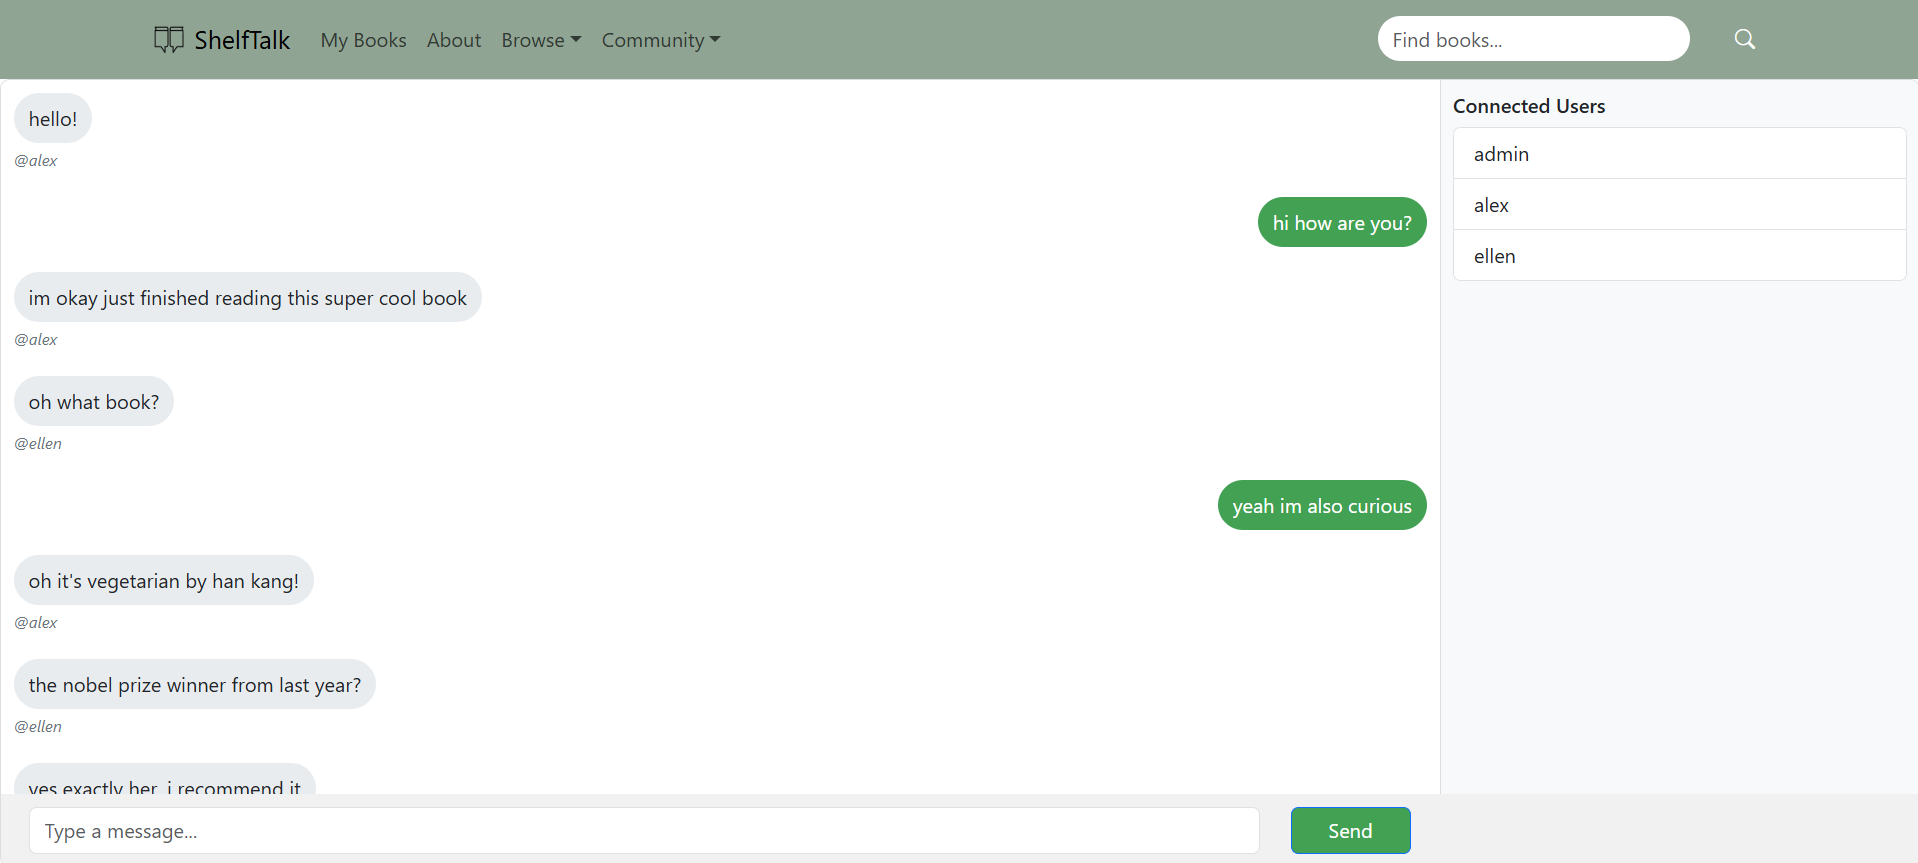 ShelfTalk My Books About Browse Community Find books...
hello!
@alex
hi how are you?
im okay just finished reading this super cool book
@alex
oh what book?
@ellen
yeah im also curious
oh it's vegetarian by han kang!
@alex
the nobel prize winner from last year?
@ellen
yes exactly her, i recommend it
Type a message...
Send
Connected Users
admin
alex
ellen